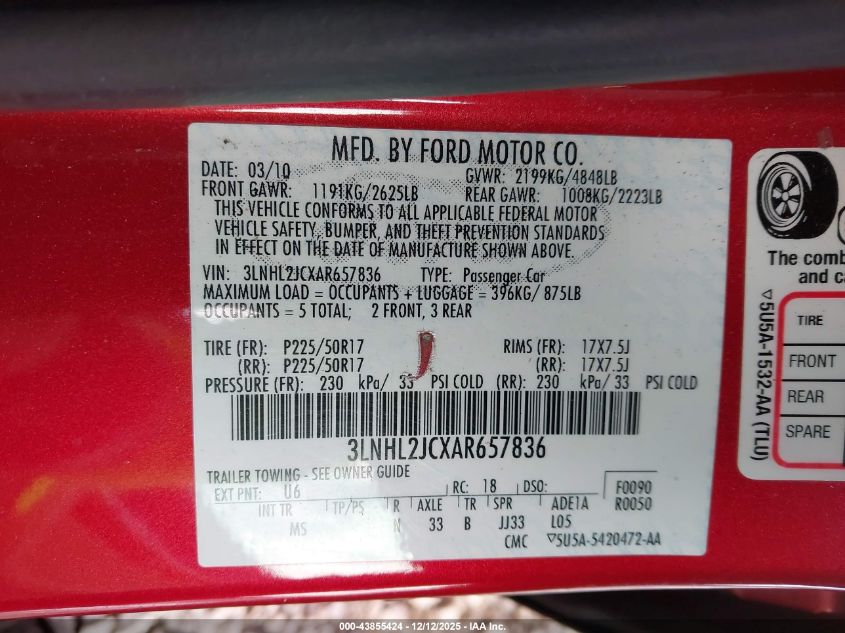 MFD. BY FORD MOTOR CO.
DATE: 03/10 GVWR: 2199KG/4848LB
FRONT GAWR: 1191KG/2625LB REAR GAWR: 1008KG/2223LB
THIS VEHICLE CONFORMS TO ALL APPLICABLE FEDERAL MOTOR
VEHICLE SAFETY, BUMPER, AND THEFT PREVENTION STANDARDS
IN EFFECT ON THE DATE OF MANUFACTURE SHOWN ABOVE.
VIN: 3LNHL2JCXAR657836 TYPE: Passenger Car
MAXIMUM LOAD = OCCUPANTS + LUGGAGE = 396KG/ 875LB
OCCUPANTS = 5 TOTAL; 2 FRONT, 3 REAR
TIRE (FR): P225/50R17 RIMS (FR): 17X7.5J
(RR): P225/50R17 (RR): 17X7.5J
PRESSURE (FR): 230 kPa/ 33 PSI COLD (RR): 230 kPa/ 33 PSI COLD
3LNHL2JCXAR657836
TRAILER TOWING - SEE OWNER GUIDE
EXT PNT: U6 RC: 18 DSO: F0090
INT TR TP/PS R AXLE TR SPR ADE1A R0050
MS N 33 B JJ33 L05
CMC ▽5U5A-5420472-AA
The comb
and ca
▽5U5A-1532-AA (TLU)
TIRE
FRONT
REAR
SPARE
000-43855424 - 12/12/2025 - IAA Inc.